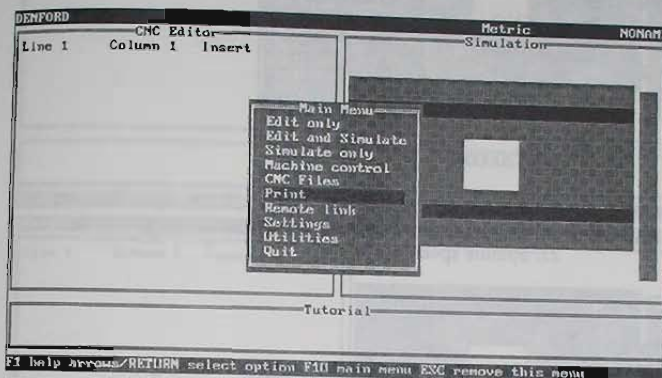 DENFORD Metric NONAM
CNC Editor
Line 1 Column 1 Insert
Simulation
Main Menu
Edit only
Edit and Simulate
Simulate only
Machine control
CNC Files
Print
Remote link
Settings
Utilities
Quit
Tutorial
F1 help Arrows/RETURN select option F10 main menu ESC remove this menu